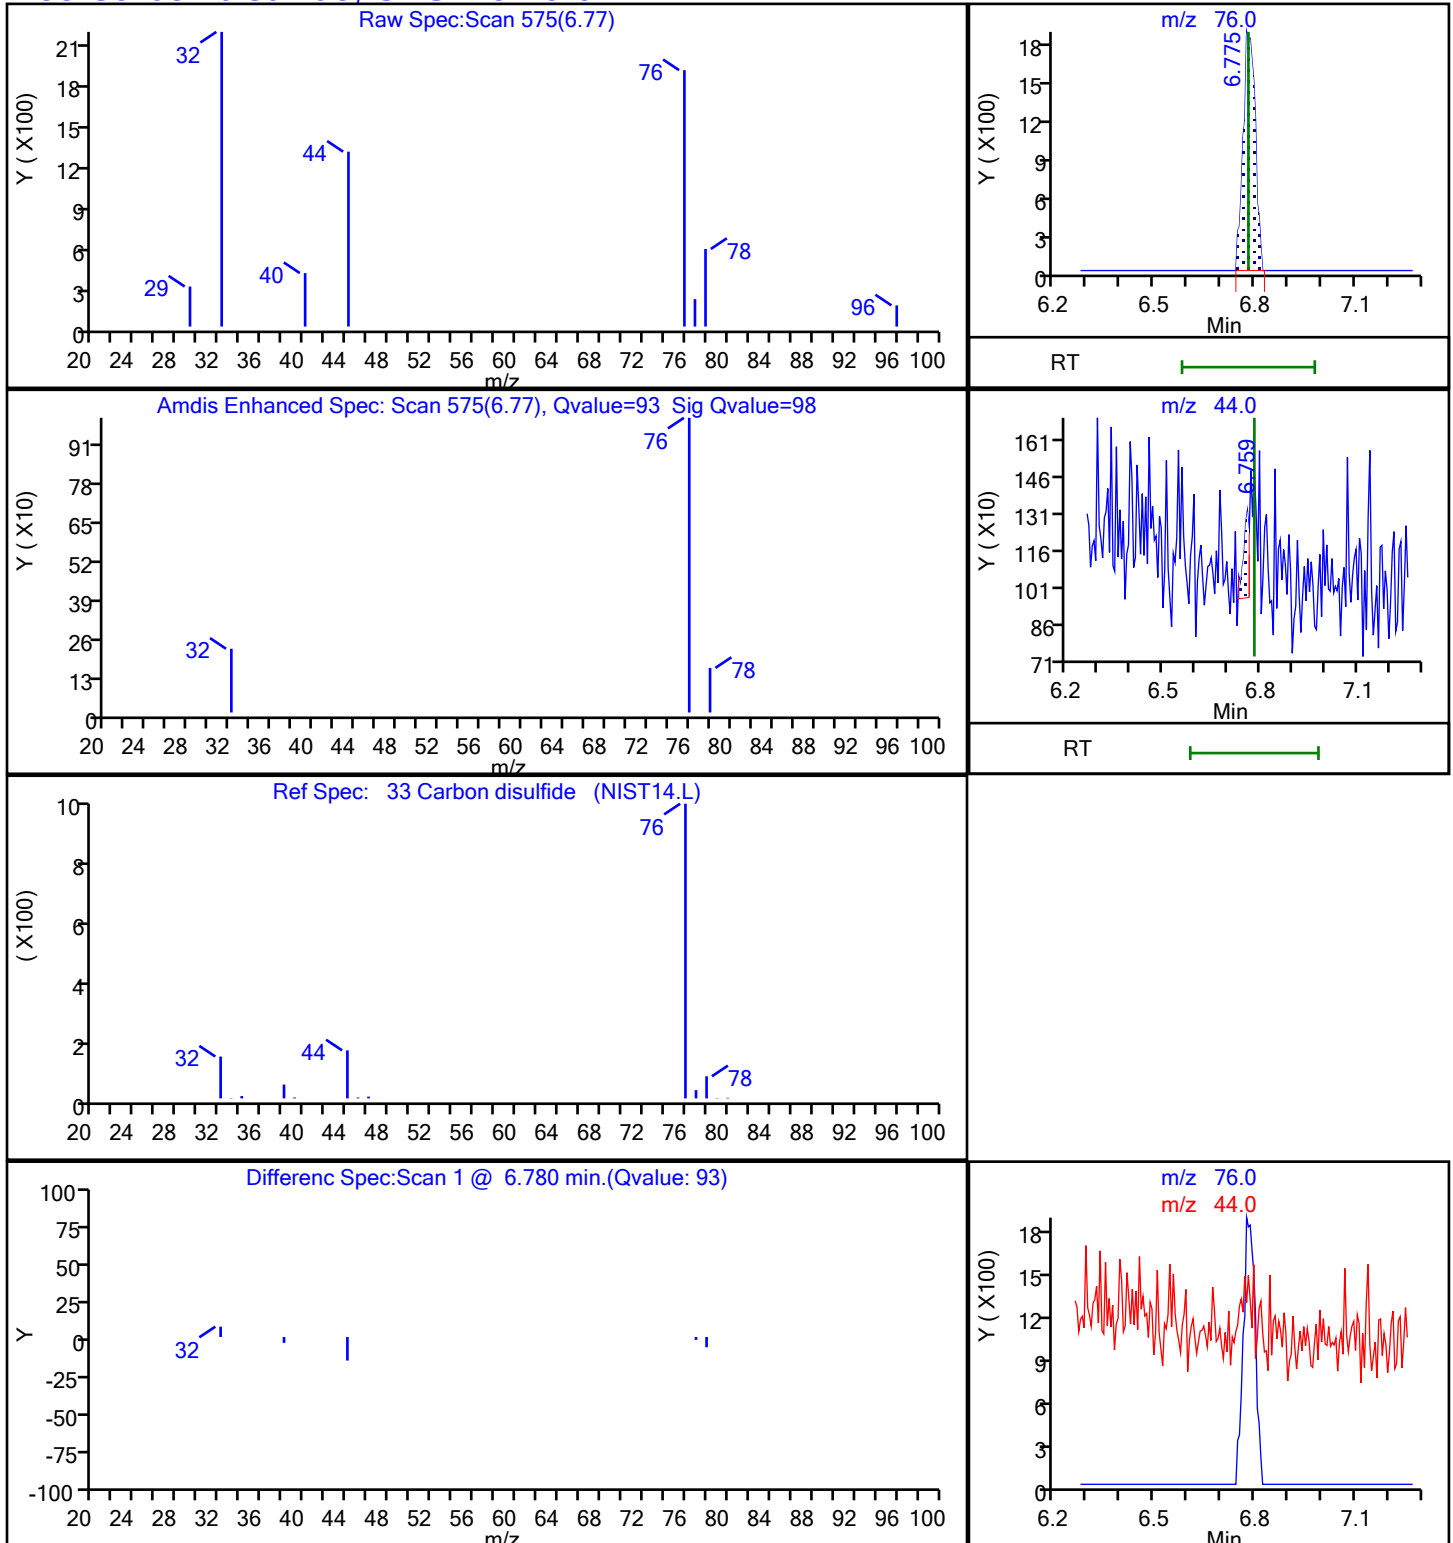 Raw Spec:Scan 575(6.77)
Y ( X100)
21
18
15
12
9
6
3
0
32
76
44
78
40
29
96
20 24 28 32 36 40 44 48 52 56 60 64 68 72 76 80 84 88 92 96 100
m/z
m/z 76.0
6.775
Y ( X100)
18
15
12
9
6
3
0
6.2 6.5 6.8 7.1
Min
RT
Amdis Enhanced Spec: Scan 575(6.77), Qvalue=93 Sig Qvalue=98
Y ( X10)
91
78
65
52
39
26
13
0
76
32
78
20 24 28 32 36 40 44 48 52 56 60 64 68 72 76 80 84 88 92 96 100
m/z
m/z 44.0
6.759
Y ( X10)
161
146
131
116
101
86
71
6.2 6.5 6.8 7.1
Min
RT
Ref Spec: 33 Carbon disulfide (NIST14.L)
( X100)
10
8
6
4
2
0
76
32
44
78
20 24 28 32 36 40 44 48 52 56 60 64 68 72 76 80 84 88 92 96 100
Differenc Spec:Scan 1 @ 6.780 min.(Qvalue: 93)
Y
100
75
50
25
0
-25
-50
-75
-100
32
20 24 28 32 36 40 44 48 52 56 60 64 68 72 76 80 84 88 92 96 100
m/z
m/z 76.0
m/z 44.0
Y ( X100)
18
15
12
9
6
3
0
6.2 6.5 6.8 7.1
Min